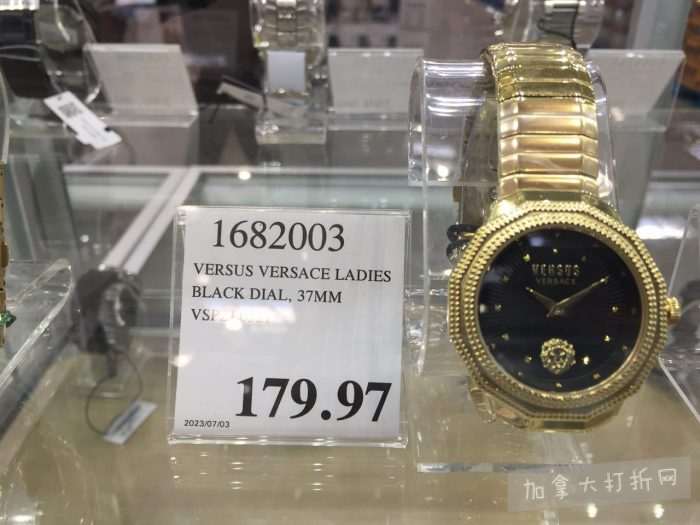 1682003
VERSUS VERSACE LADIES
BLACK DIAL, 37MM
179.97
2023/07/03
VERSUS
VERSACE
加拿大打折网